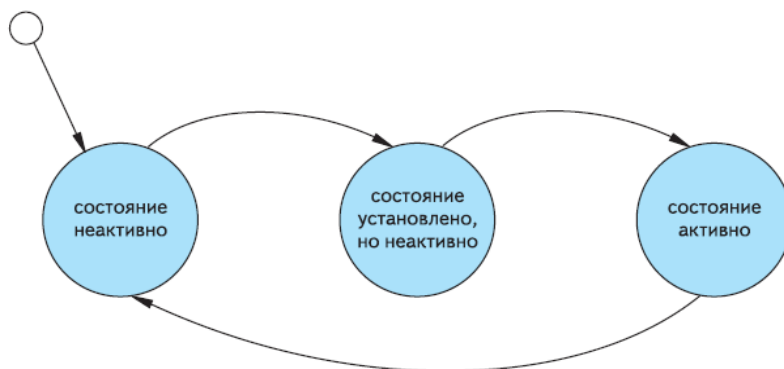 состояние
неактивно
состояние
установлено,
но неактивно
состояние
активно